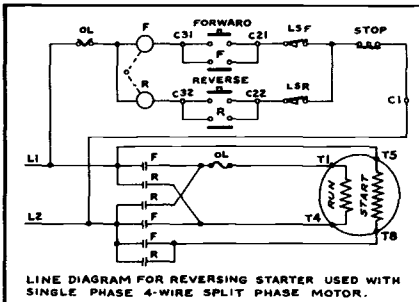 FORWARD
OL F C31 C21 LSF STOP
F
REVERSE
R C32 C22 LSR C1
R
L1 F OL T1 T5
R
R RUN START
L2 F T4 T8
F
R
LINE DIAGRAM FOR REVERSING STARTER USED WITH
SINGLE PHASE 4-WIRE SPLIT PHASE MOTOR.